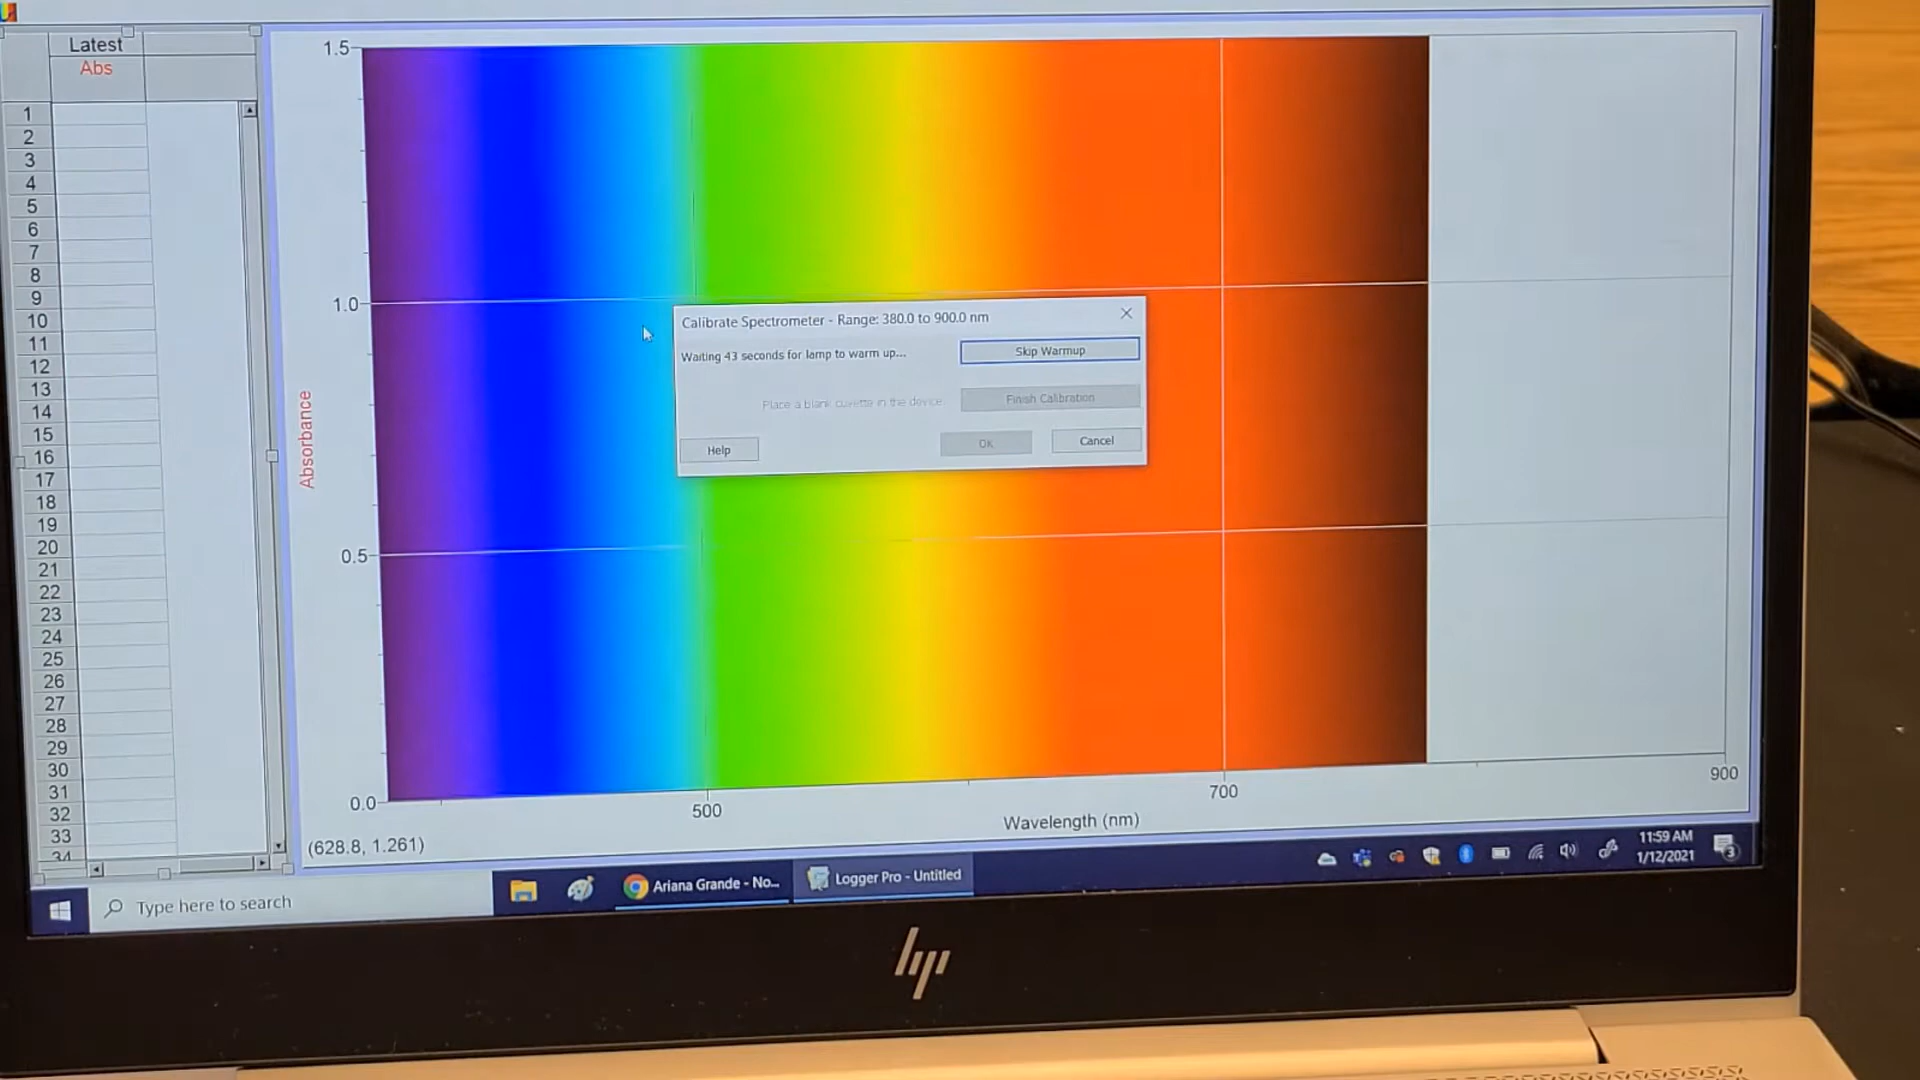 Latest
Abs
1
2
3
4
5
6
7
8
9
10
11
12
13
14
15
16
17
18
19
20
21
22
23
24
25
26
27
28
29
30
31
32
33
34
1.5
1.0
0.5
0.0
Absorbance
Calibrate Spectrometer - Range: 380.0 to 900.0 nm
Waiting 43 seconds for lamp to warm up...
Skip Warmup
Place a blank cuvette in the device
Finish Calibration
Help
OK
Cancel
500
700
900
Wavelength (nm)
(628.8, 1.261)
Type here to search
Ariana Grande - No...
Logger Pro - Untitled
11:59 AM
1/12/2021
3
hp